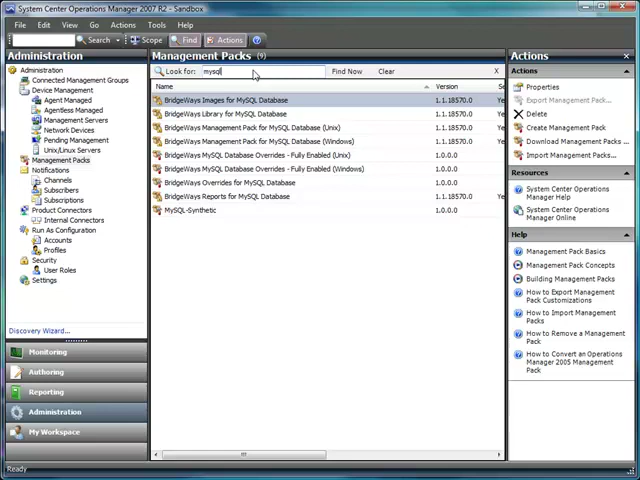 System Center Operations Manager 2007 R2 - Sandbox
File Edit View Go Actions Tools Help
Search Scope Find Actions
Administration
Administration
Connected Management Groups
Device Management
Agent Managed
Agentless Managed
Management Servers
Network Devices
Pending Management
Unix/Linux Servers
Management Packs
Notifications
Channels
Subscribers
Subscriptions
Product Connectors
Internal Connectors
Run As Configuration
Accounts
Profiles
Security
User Roles
Settings
Discovery Wizard...
Monitoring
Authoring
Reporting
Administration
My Workspace
Management Packs (9)
Look for: mysql Find Now Clear X
Name Version Se
BridgeWays Images for MySQL Database 1.1.18570.0 Ye
BridgeWays Library for MySQL Database 1.1.18570.0 Ye
BridgeWays Management Pack for MySQL Database (Unix) 1.1.18570.0 Ye
BridgeWays Management Pack for MySQL Database (Windows) 1.1.18570.0 Ye
BridgeWays MySQL Database Overrides - Fully Enabled (Unix) 1.0.0.0
BridgeWays MySQL Database Overrides - Fully Enabled (Windows) 1.0.0.0
BridgeWays Overrides for MySQL Database 1.0.0.0
BridgeWays Reports for MySQL Database 1.1.18570.0 Ye
MySQL-Synthetic 1.0.0.0
Actions X
Actions
Properties
Export Management Pack...
Delete
Create Management Pack
Download Management Packs...
Import Management Packs...
Resources
System Center Operations
Manager Help
System Center Operations
Manager Online
Help
Management Pack Basics
Management Pack Concepts
Building Management Packs
How to Export Management
Pack Customizations
How to Import Management
Packs
How to Remove a Management
Pack
How to Convert an Operations
Manager 2005 Management
Pack
Ready